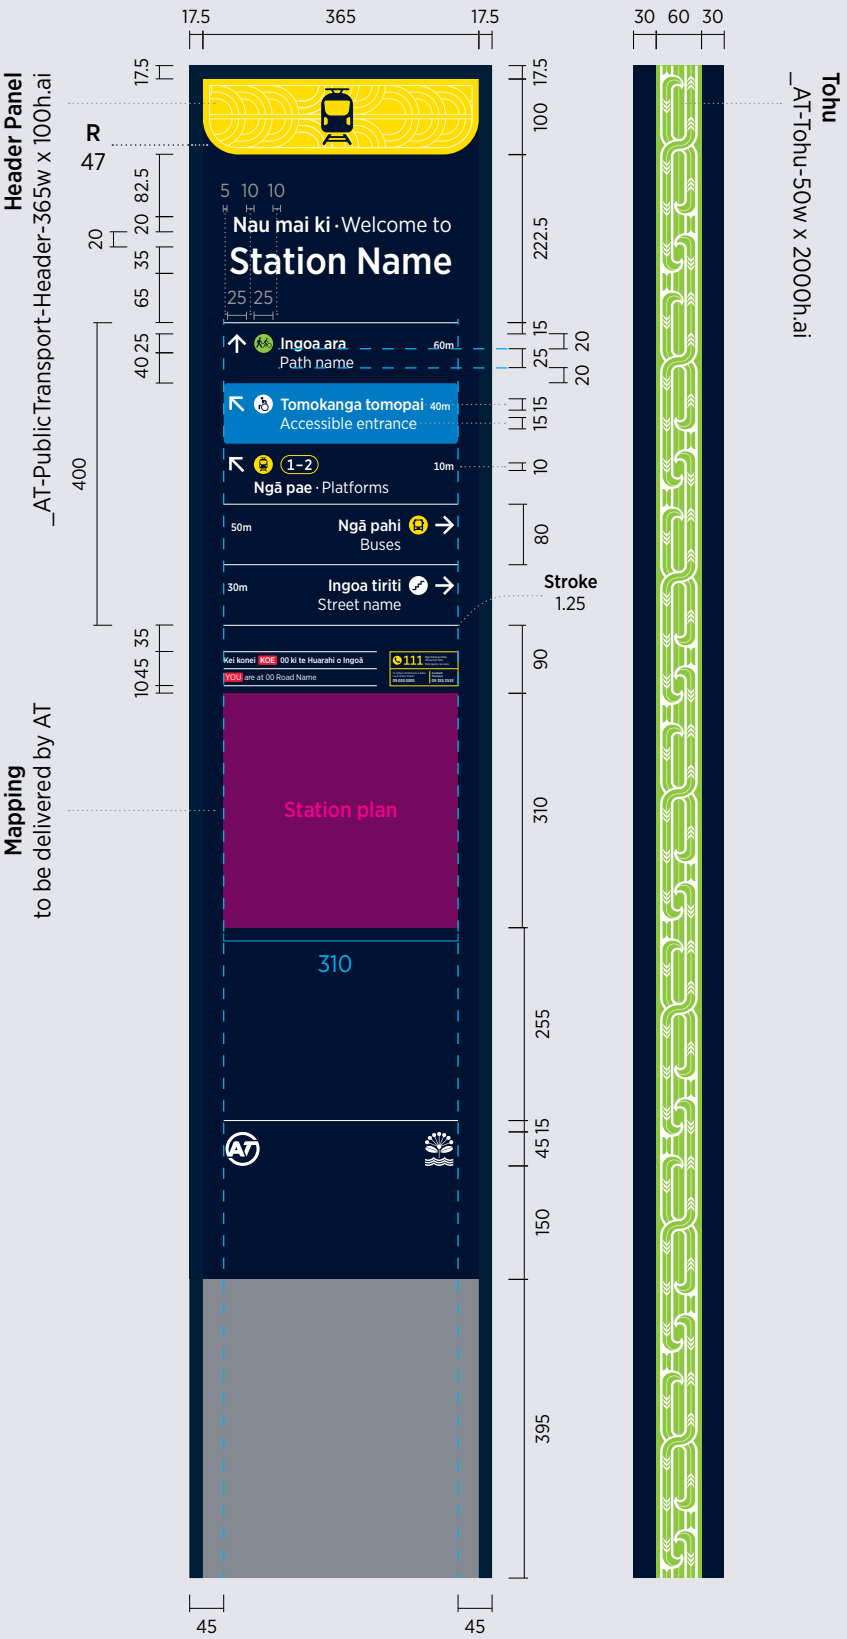 17.5 365 17.5
30 60 30
Header Panel
_AT-PublicTransport-Header-365w x 100h.ai
Tohu
_AT-Tohu-50w x 2000h.ai
R
47
17.5
82.5
20
20
35
65
25
40
400
35
45
10
17.5
100
222.5
15
25
20
20
15
15
10
80
90
310
255
15
45
150
395
5 10 10
Nau mai ki · Welcome to
Station Name
25 25
Ingoa ara 60m
Path name
Tomokanga tomopai 40m
Accessible entrance
1–2 10m
Ngā pae · Platforms
50m Ngā pahi
Buses
30m Ingoa tiriti
Street name
Stroke
1.25
Kei konei KOE 00 ki te Huarahi o Ingoā
YOU are at 00 Road Name
111
Mapping
to be delivered by AT
Station plan
310
AT
45 45